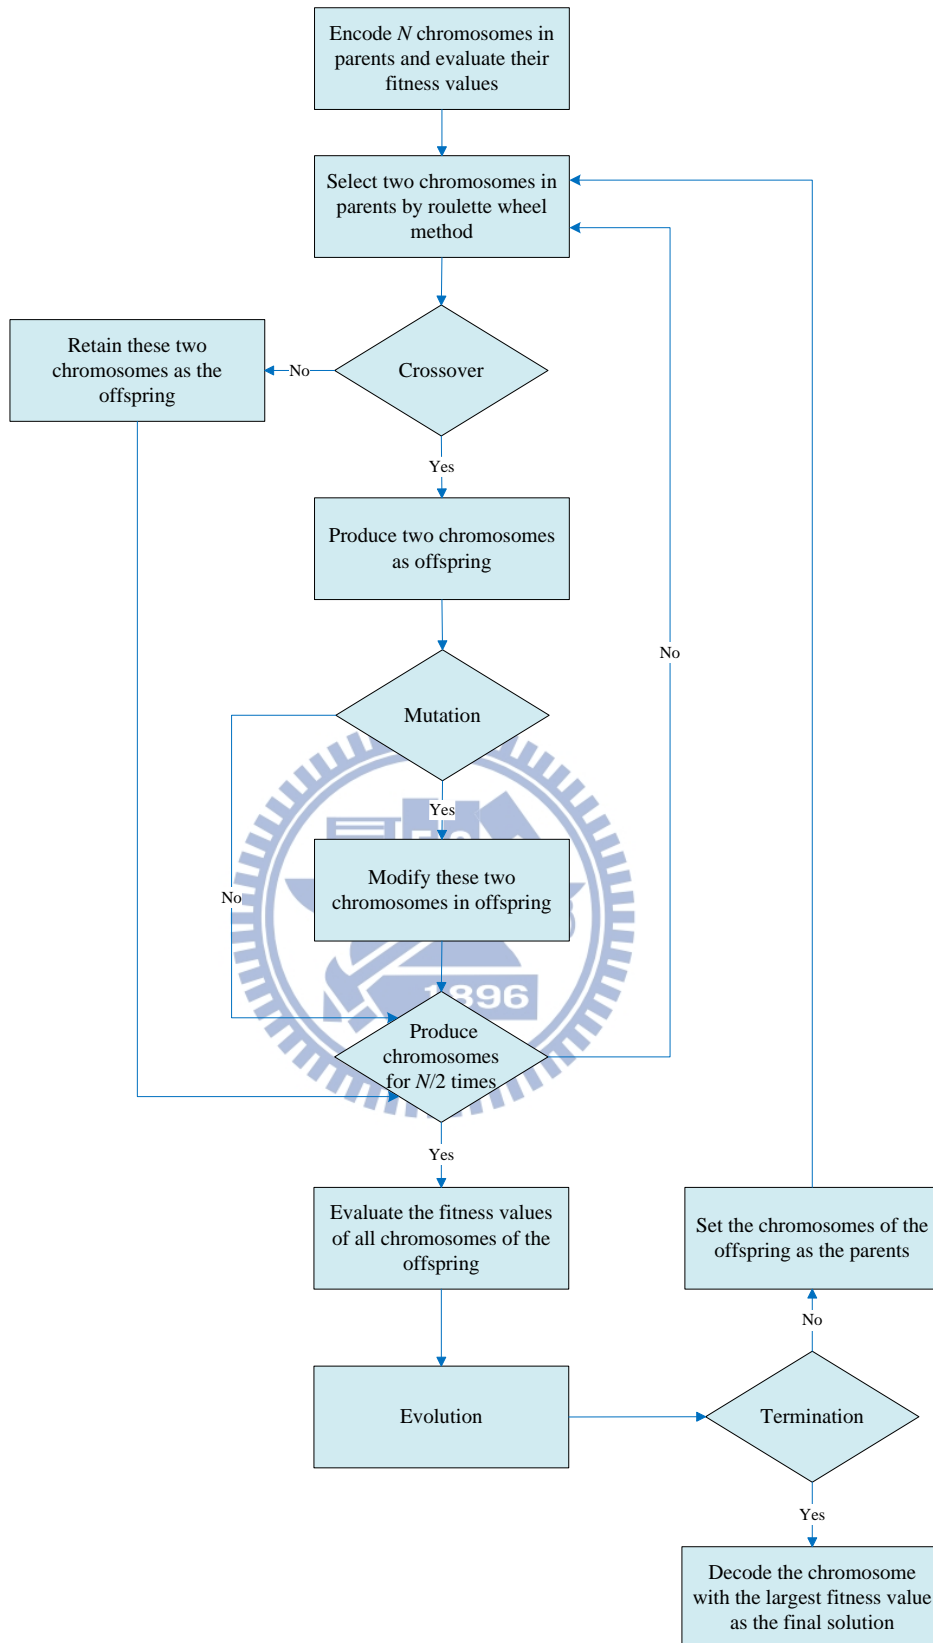 Encode N chromosomes in
parents and evaluate their
fitness values
Select two chromosomes in
parents by roulette wheel
method
Retain these two
chromosomes as the
offspring
No
Crossover
Yes
Produce two chromosomes
as offspring
No
Mutation
Yes
No
Modify these two
chromosomes in offspring
1896
Produce
chromosomes
for N/2 times
Yes
Evaluate the fitness values
of all chromosomes of the
offspring
Set the chromosomes of the
offspring as the parents
No
Evolution
Termination
Yes
Decode the chromosome
with the largest fitness value
as the final solution